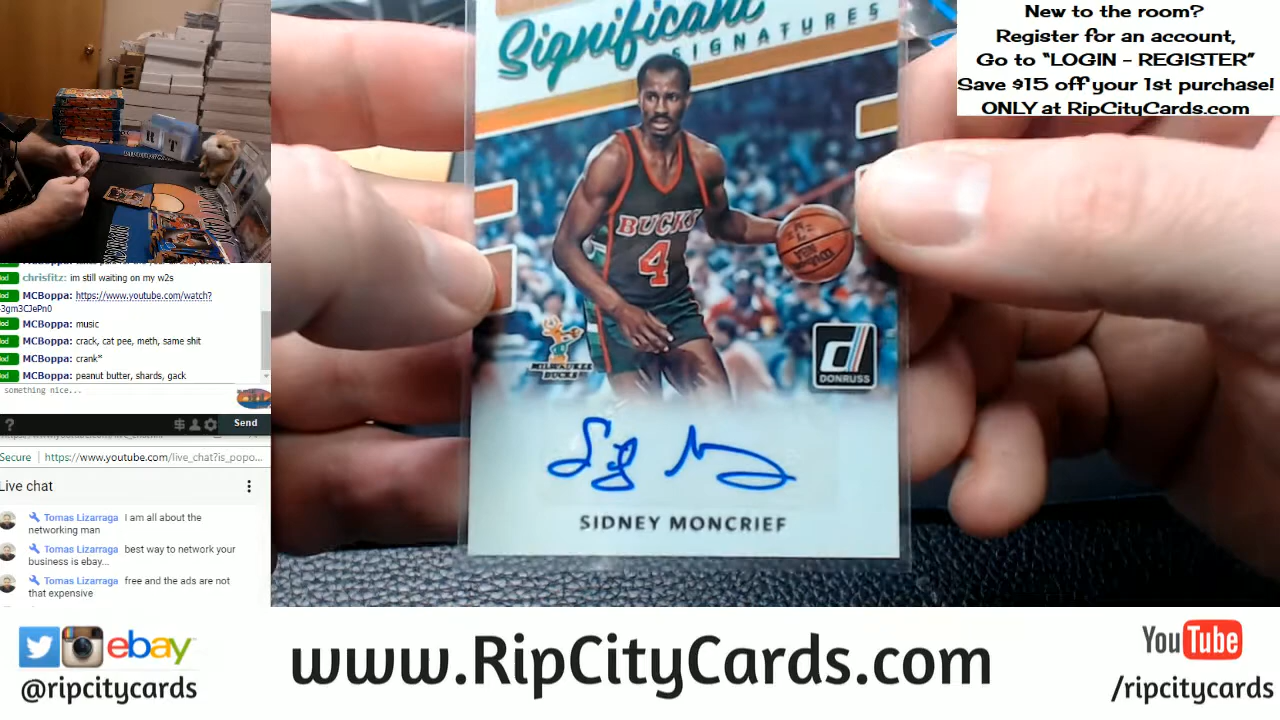 Significant
SIGNATURES
BUCKS
4
MILWAUKEE
BUCKS
DONRUSS
SIDNEY MONCRIEF
New to the room?
Register for an account,
Go to “LOGIN - REGISTER”
Save $15 off your 1st purchase!
ONLY at RipCityCards.com
chrisfitz: im still waiting on my w2s
MCBoppa: https://www.youtube.com/watch?
-3gm3CJePn0
MCBoppa: music
MCBoppa: crack, cat pee, meth, same shit
MCBoppa: crank*
MCBoppa: peanut butter, shards, gack
something nice...
? $ Send
Secure https://www.youtube.com/live_chat?is_popo...
Live chat
Tomas Lizarraga I am all about the
networking man
Tomas Lizarraga best way to network your
business is ebay...
Tomas Lizarraga free and the ads are not
that expensive
ebay
@ripcitycards
www.RipCityCards.com
YouTube
/ripcitycards